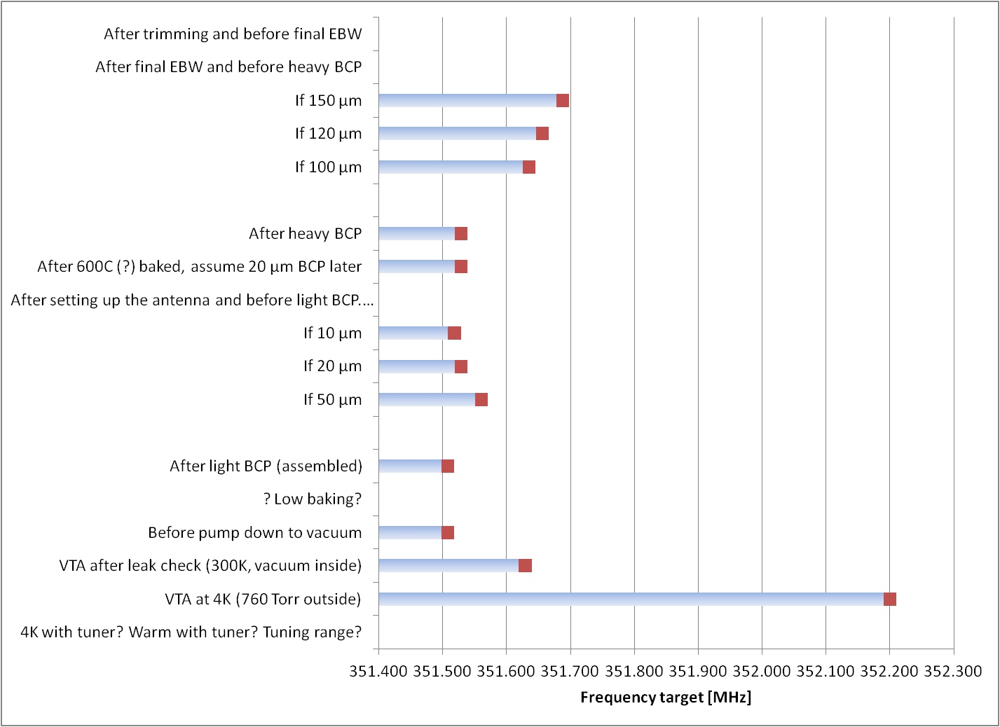 After trimming and before final EBW
After final EBW and before heavy BCP
If 150 µm
If 120 µm
If 100 µm
After heavy BCP
After 600C (?) baked, assume 20 µm BCP later
After setting up the antenna and before light BCP....
If 10 µm
If 20 µm
If 50 µm
After light BCP (assembled)
? Low baking?
Before pump down to vacuum
VTA after leak check (300K, vacuum inside)
VTA at 4K (760 Torr outside)
4K with tuner? Warm with tuner? Tuning range?
351.400 351.500 351.600 351.700 351.800 351.900 352.000 352.100 352.200 352.300
Frequency target [MHz]